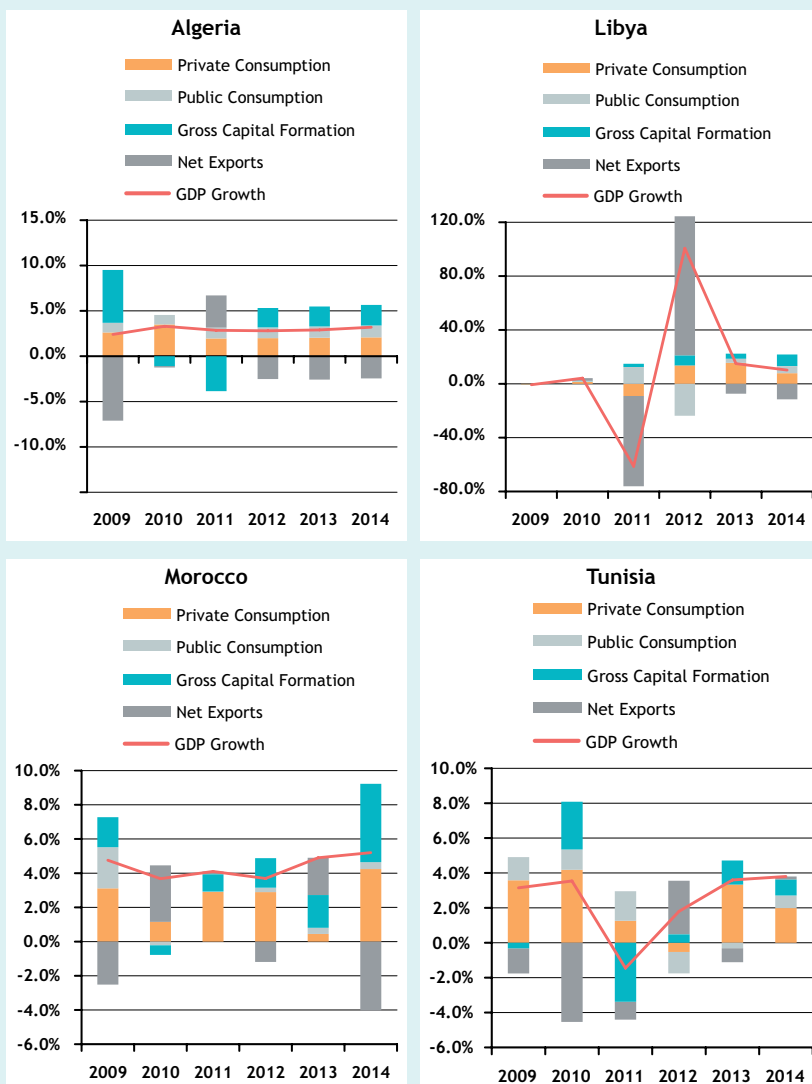 Algeria
Private Consumption
Public Consumption
Gross Capital Formation
Net Exports
GDP Growth
15.0%
10.0%
5.0%
0.0%
-5.0%
-10.0%
2009 2010 2011 2012 2013 2014
Libya
Private Consumption
Public Consumption
Gross Capital Formation
Net Exports
GDP Growth
120.0%
80.0%
40.0%
0.0%
-40.0%
-80.0%
2009 2010 2011 2012 2013 2014
Morocco
Private Consumption
Public Consumption
Gross Capital Formation
Net Exports
GDP Growth
10.0%
8.0%
6.0%
4.0%
2.0%
0.0%
-2.0%
-4.0%
-6.0%
2009 2010 2011 2012 2013 2014
Tunisia
Private Consumption
Public Consumption
Gross Capital Formation
Net Exports
GDP Growth
10.0%
8.0%
6.0%
4.0%
2.0%
0.0%
-2.0%
-4.0%
-6.0%
2009 2010 2011 2012 2013 2014